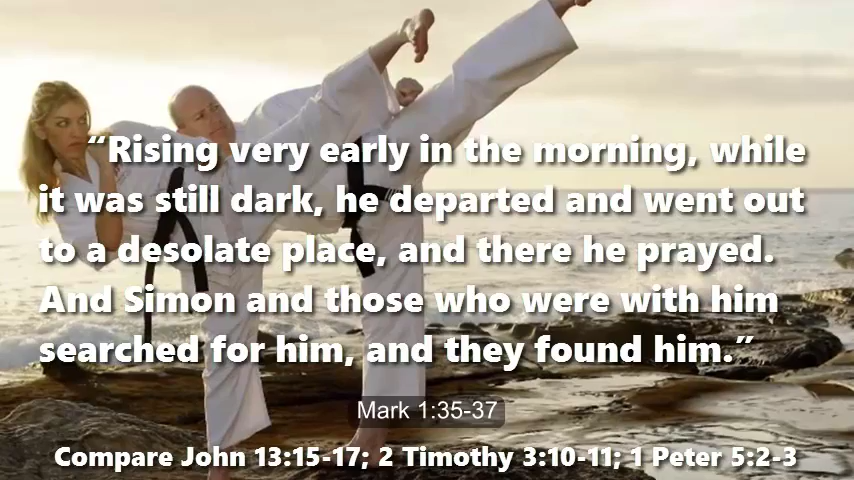 “Rising very early in the morning, while
it was still dark, he departed and went out
to a desolate place, and there he prayed.
And Simon and those who were with him
searched for him, and they found him.”
Mark 1:35-37
Compare John 13:15-17; 2 Timothy 3:10-11; 1 Peter 5:2-3